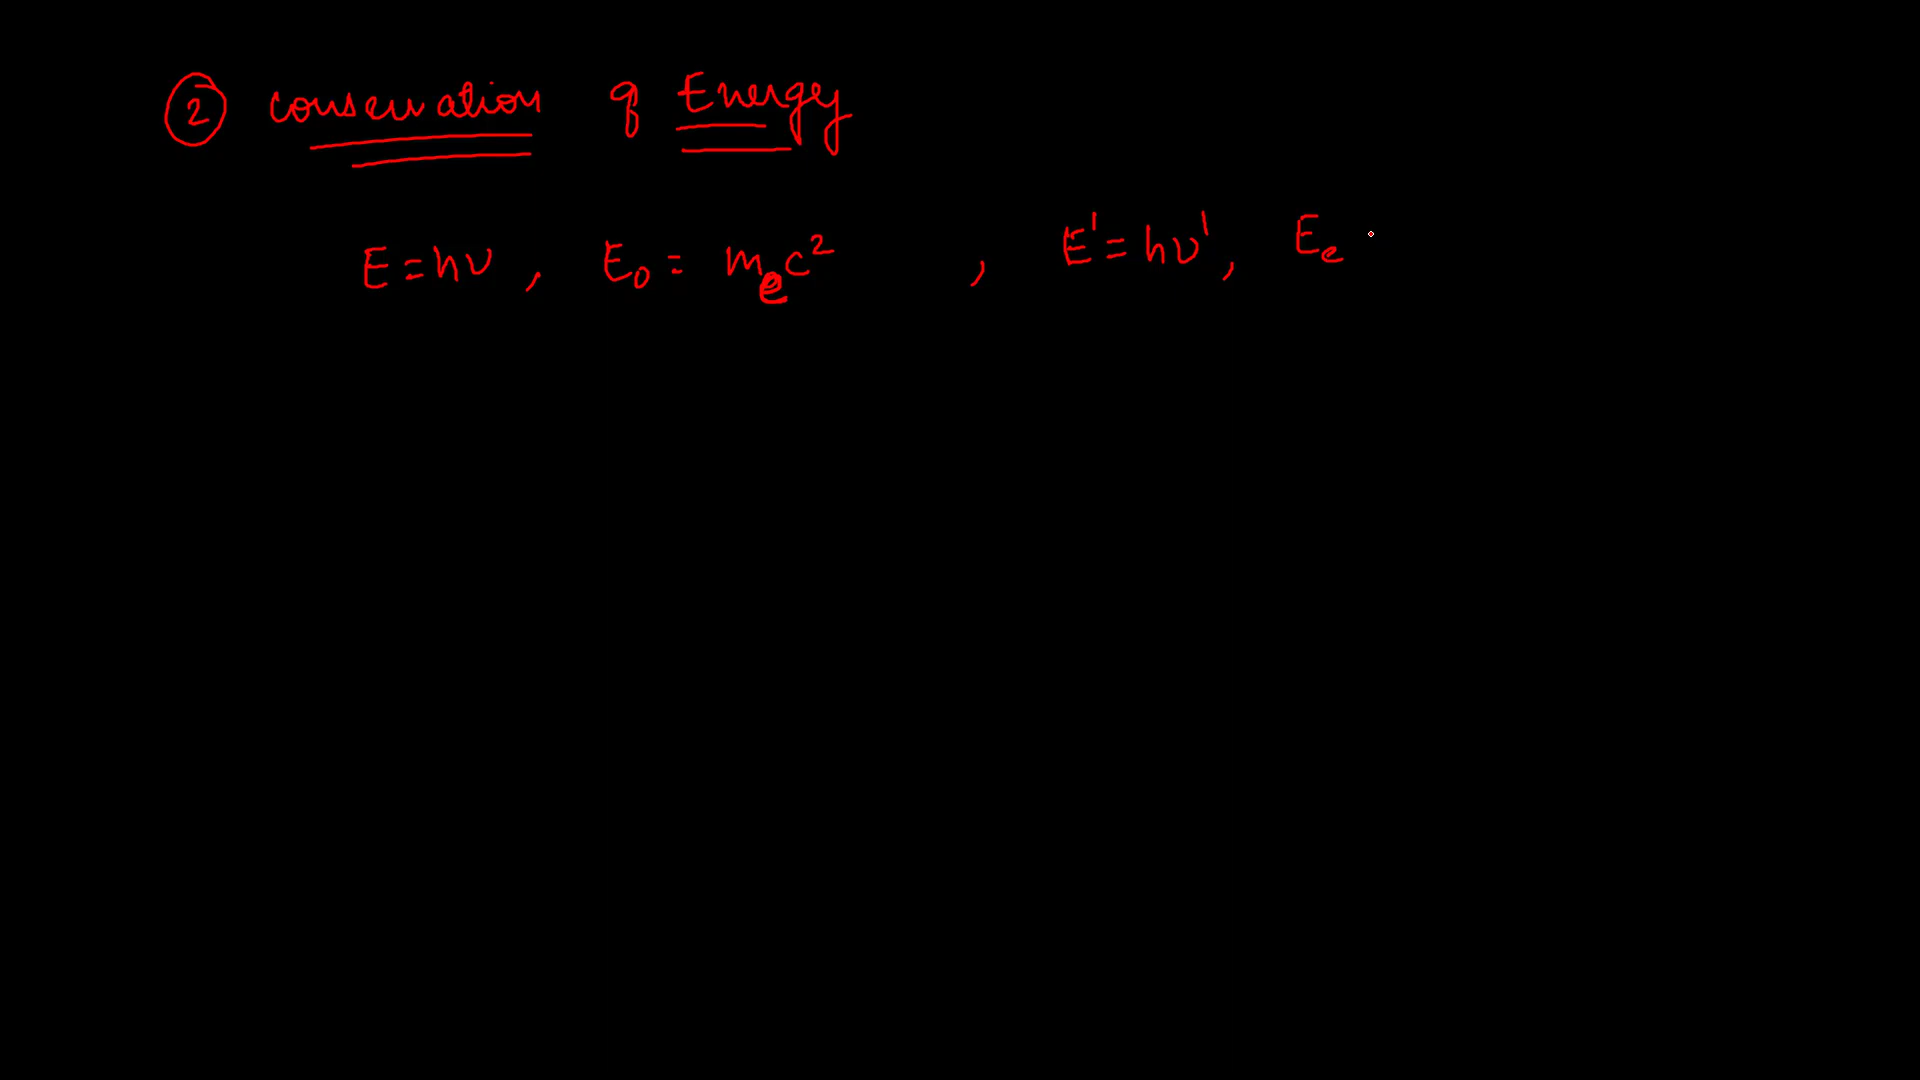 ② conservation of Energy
E = hν , E₀ = mₑc² , E' = hν' , Eₑ